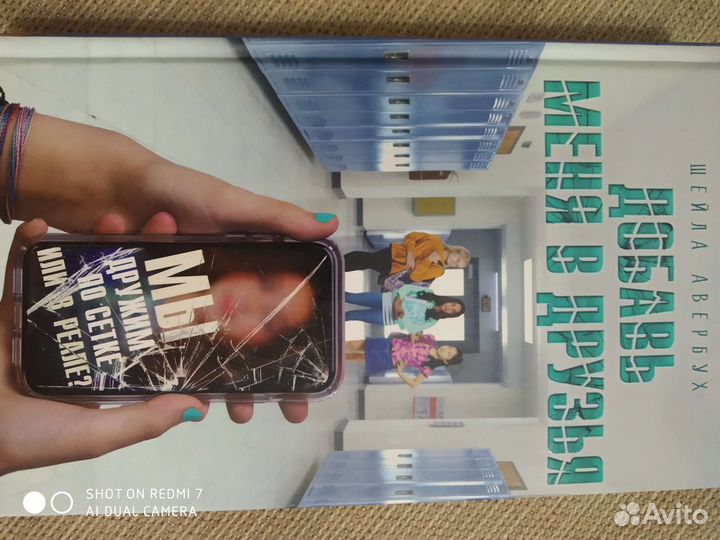 ШЕЙЛА АВЕРБУХ
ДОБАВЬ
МЕНЯ В ДРУЗЬЯ
МЫ
ДРУЖИМ
ПО СЕТКЕ
ИЛИ В РЕАЛЕ?
SHOT ON REDMI 7
AI DUAL CAMERA
Avito